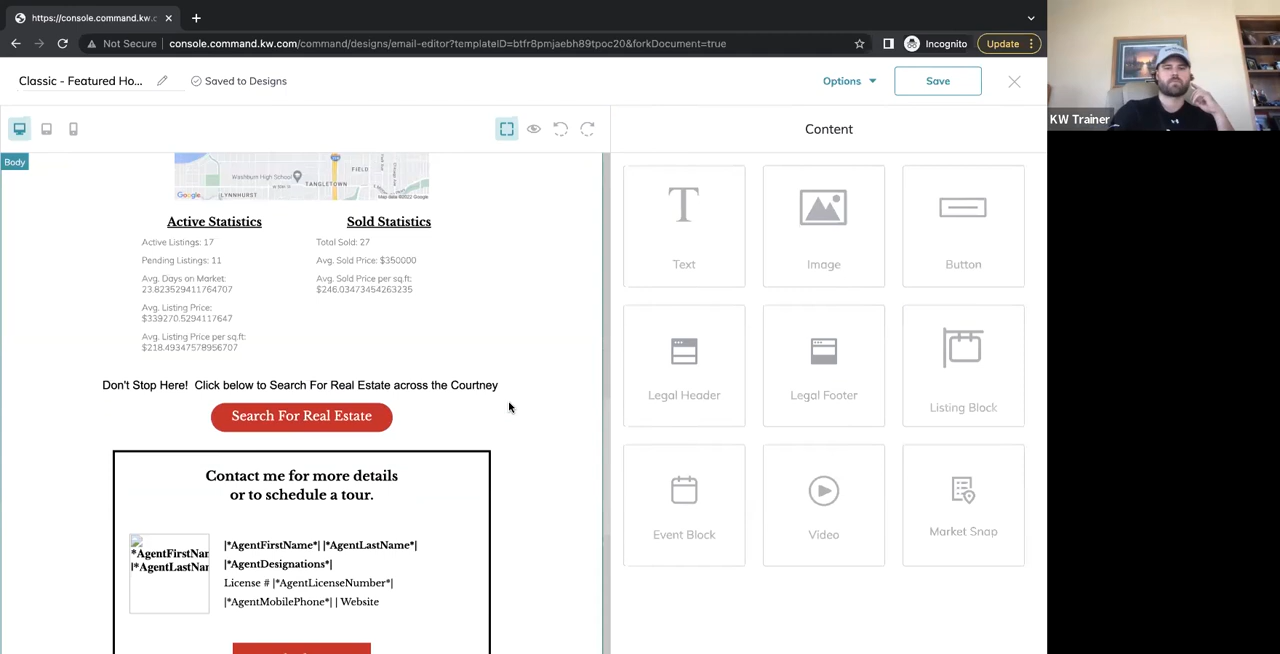 https://console.command.kw.c
Not Secure
console.command.kw.com/command/designs/email-editor?templateID=btfr8pmjaebh89tpoc20&forkDocument=true
Incognito
Update
Classic - Featured Ho...
Saved to Designs
Options
Save
KW Trainer
Content
Body
Washburn High School
FIELD
TANGLETOWN
Google
LYNNHURST
Map data ©2022 Google
Active Statistics
Sold Statistics
Active Listings: 17
Total Sold: 27
Pending Listings: 11
Avg. Sold Price: $350000
Avg. Days on Market:
23.823529411764707
Avg. Sold Price per sq.ft:
$246.03473454263235
Avg. Listing Price:
$339270.5294117647
Avg. Listing Price per sq.ft:
$218.49347578956707
Don't Stop Here! Click below to Search For Real Estate across the Courtney
Search For Real Estate
Contact me for more details
or to schedule a tour.
*AgentFirstNam
|*AgentLastNam
|*AgentFirstName*| |*AgentLastName*|
|*AgentDesignations*|
License # |*AgentLicenseNumber*|
|*AgentMobilePhone*| | Website
Text
Image
Button
Legal Header
Legal Footer
Listing Block
Event Block
Video
Market Snap